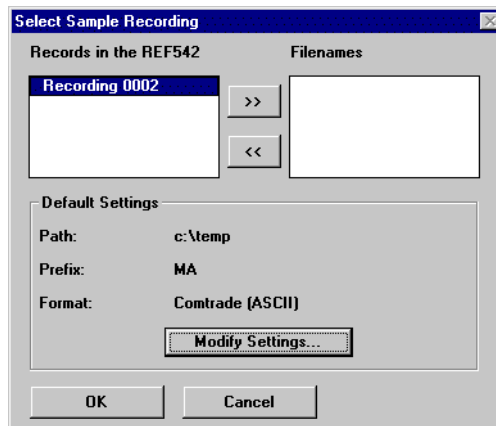 Select Sample Recording
Records in the REF542 Filenames
Recording 0002
>>
<<
Default Settings
Path: c:\temp
Prefix: MA
Format: Comtrade (ASCII)
Modify Settings...
OK Cancel